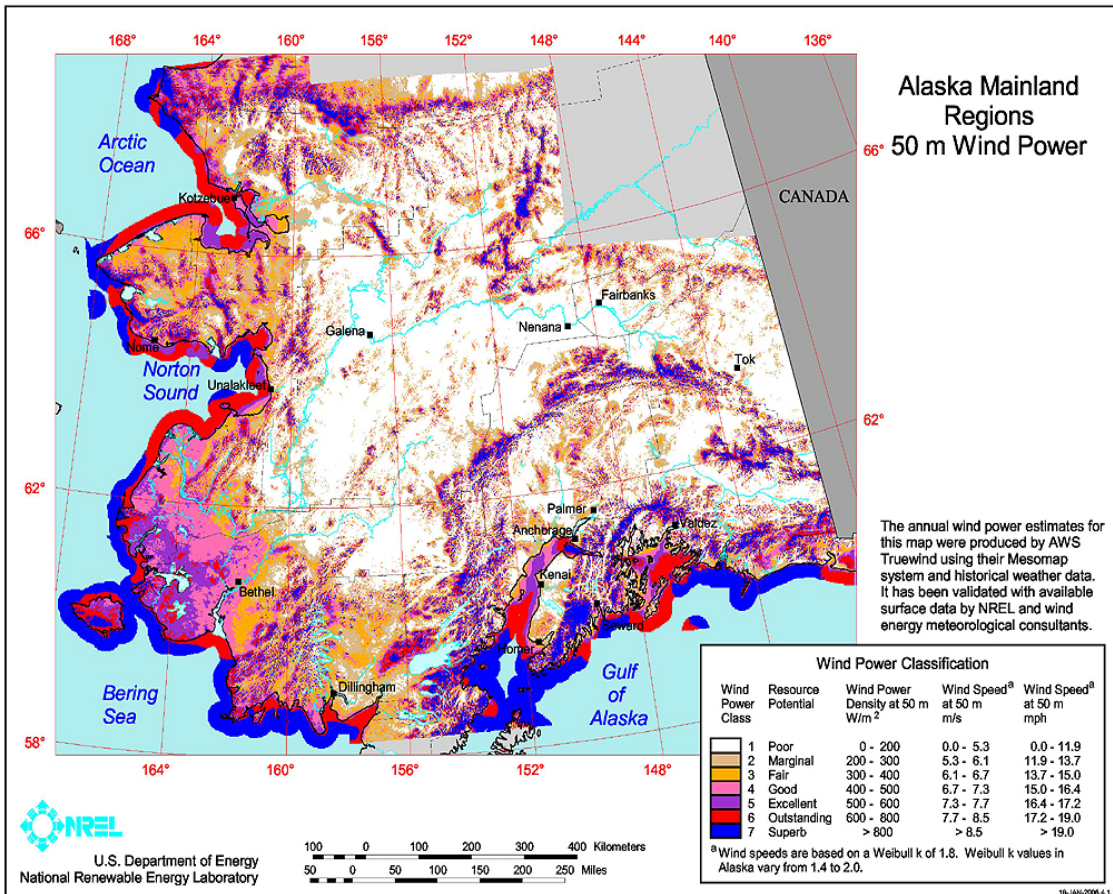 168° 164° 160° 156° 152° 148° 144° 140° 136°
Alaska Mainland
Regions
50 m Wind Power
Arctic
Ocean
66°
CANADA
Kotzebue
66°
Fairbanks
Galena
Nenana
Nome
Tok
Norton
Sound
Unalakleet
62°
62°
Palmer
Anchorage
Valdez
Kenai
Bethel
Seward
Homer
Dillingham
Bering
Sea
Gulf
of
Alaska
58°
164° 160° 156° 152° 148°
The annual wind power estimates for
this map were produced by AWS
Truewind using their Mesomap
system and historical weather data.
It has been validated with available
surface data by NREL and wind
energy meteorological consultants.
Wind Power Classification
Wind Resource Wind Power Wind Speed a Wind Speed a
Power Potential Density at 50 m at 50 m at 50 m
Class W/m 2 m/s mph
1 Poor 0 - 200 0.0 - 5.3 0.0 - 11.9
2 Marginal 200 - 300 5.3 - 6.1 11.9 - 13.7
3 Fair 300 - 400 6.1 - 6.7 13.7 - 15.0
4 Good 400 - 500 6.7 - 7.3 15.0 - 16.4
5 Excellent 500 - 600 7.3 - 7.7 16.4 - 17.2
6 Outstanding 600 - 800 7.7 - 8.5 17.2 - 19.0
7 Superb > 800 > 8.5 > 19.0
a Wind speeds are based on a Weibull k of 1.8. Weibull k values in
Alaska vary from 1.4 to 2.0.
NREL
U.S. Department of Energy
National Renewable Energy Laboratory
100 0 100 200 300 400 Kilometers
50 0 50 100 150 200 250 Miles